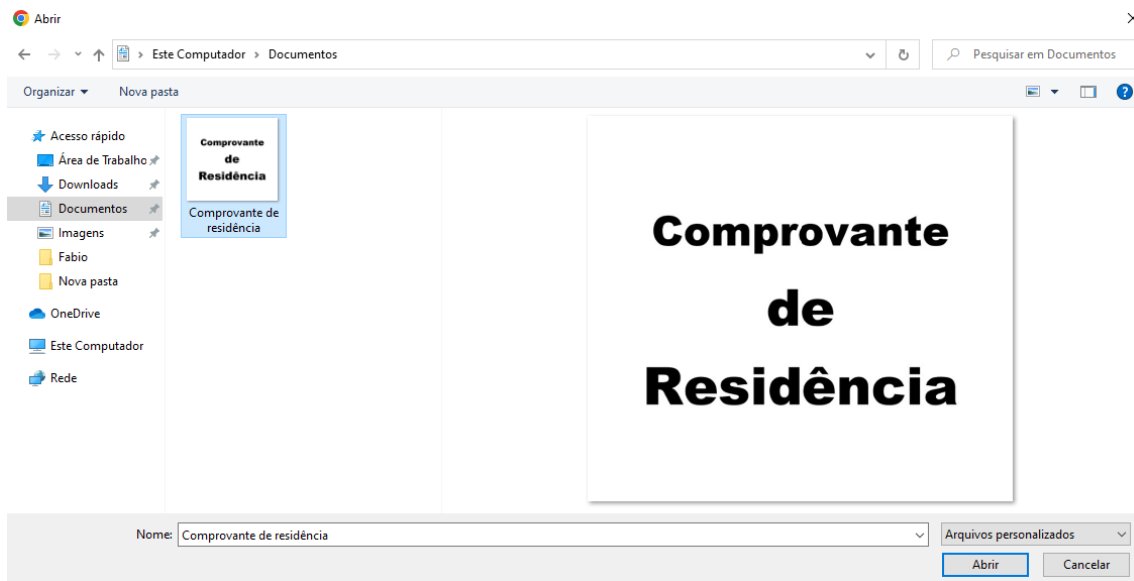 Abrir
Este Computador > Documentos
Pesquisar em Documentos
Organizar
Nova pasta
Acesso rápido
Área de Trabalho
Downloads
Documentos
Imagens
Fabio
Nova pasta
OneDrive
Este Computador
Rede
Comprovante
de
Residência
Comprovante de
residência
Comprovante
de
Residência
Nome: Comprovante de residência
Arquivos personalizados
Abrir
Cancelar